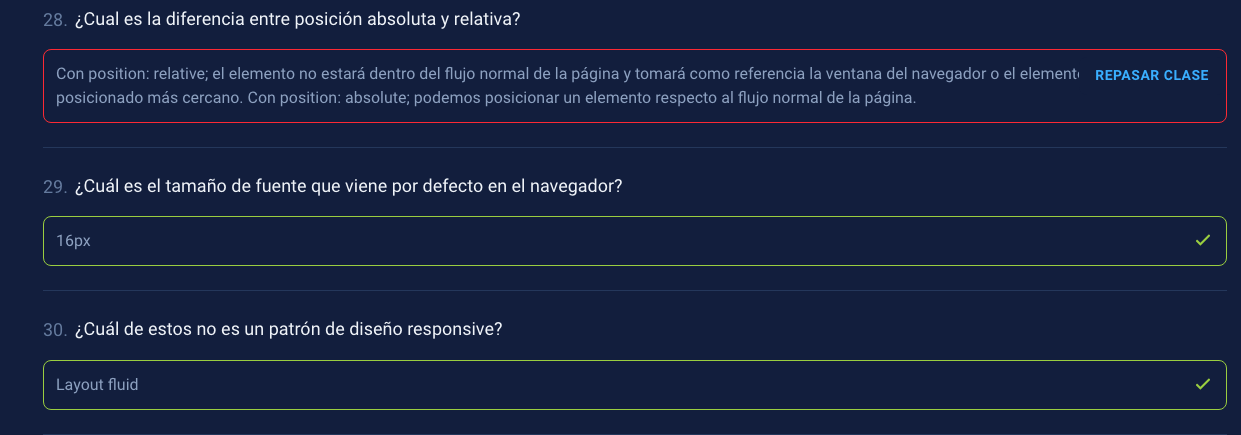 28. ¿Cual es la diferencia entre posición absoluta y relativa?
Con position: relative; el elemento no estará dentro del flujo normal de la página y tomará como referencia la ventana del navegador o el element
REPASAR CLASE
posicionado más cercano. Con position: absolute; podemos posicionar un elemento respecto al flujo normal de la página.
29. ¿Cuál es el tamaño de fuente que viene por defecto en el navegador?
16px
30. ¿Cuál de estos no es un patrón de diseño responsive?
Layout fluid